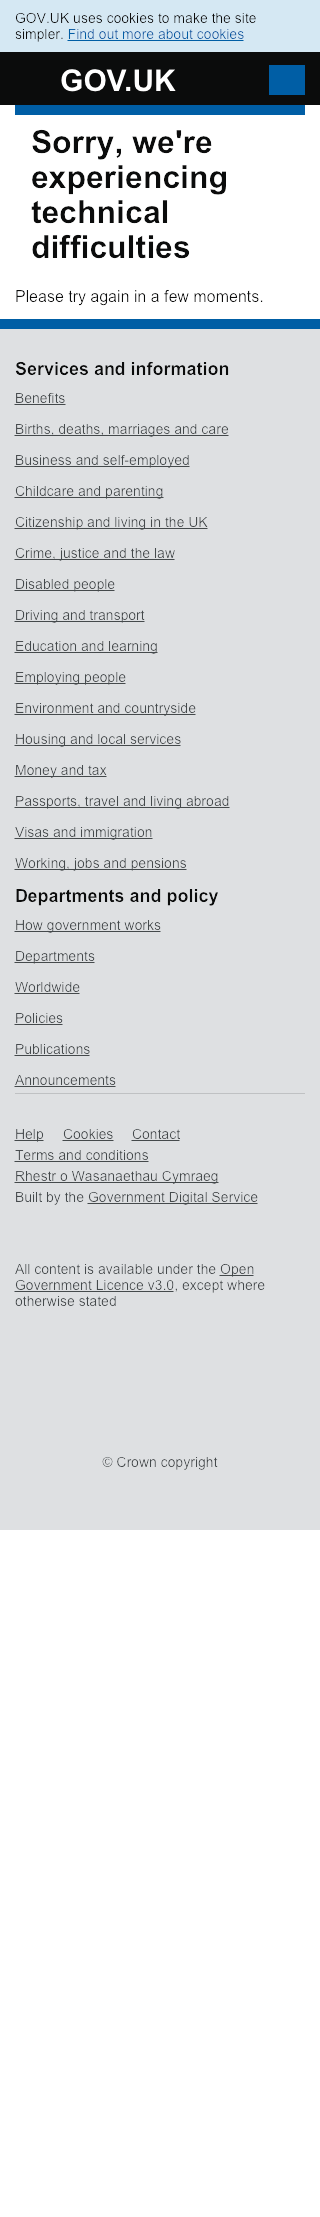 GOV.UK uses cookies to make the site
simpler. Find out more about cookies
GOV.UK
Sorry, we're
experiencing
technical
difficulties
Please try again in a few moments.
Services and information
Benefits
Births, deaths, marriages and care
Business and self-employed
Childcare and parenting
Citizenship and living in the UK
Crime, justice and the law
Disabled people
Driving and transport
Education and learning
Employing people
Environment and countryside
Housing and local services
Money and tax
Passports, travel and living abroad
Visas and immigration
Working, jobs and pensions
Departments and policy
How government works
Departments
Worldwide
Policies
Publications
Announcements
Help Cookies Contact
Terms and conditions
Rhestr o Wasanaethau Cymraeg
Built by the Government Digital Service
All content is available under the Open
Government Licence v3.0, except where
otherwise stated
© Crown copyright